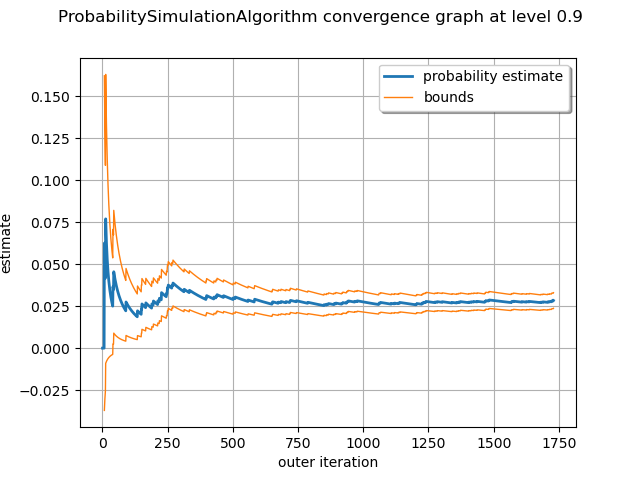 ProbabilitySimulationAlgorithm convergence graph at level 0.9
probability estimate
bounds
0.150
0.125
0.100
0.075
0.050
0.025
0.000
−0.025
estimate
0 250 500 750 1000 1250 1500 1750
outer iteration